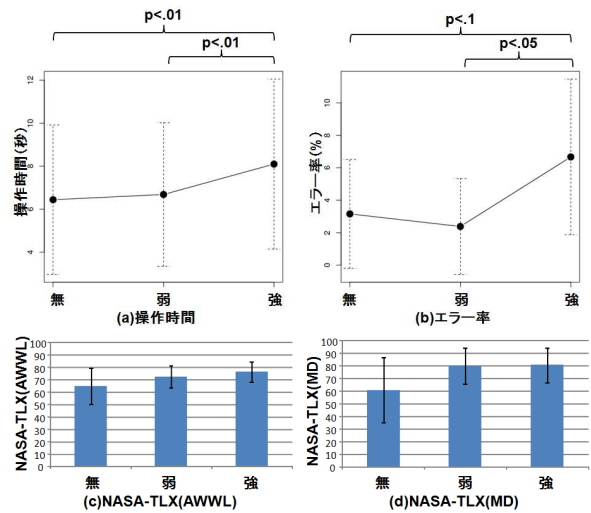 p<.01
p<.01
操作時間(秒)
12
10
8
6
4
無 弱 強
(a)操作時間
p<.1
p<.05
エラー率(%)
10
8
6
4
2
0
無 弱 強
(b)エラー率
NASA-TLX(AWWL)
100
90
80
70
60
50
40
30
20
10
0
無 弱 強
(c)NASA-TLX(AWWL)
NASA-TLX(MD)
100
90
80
70
60
50
40
30
20
10
0
無 弱 強
(d)NASA-TLX(MD)